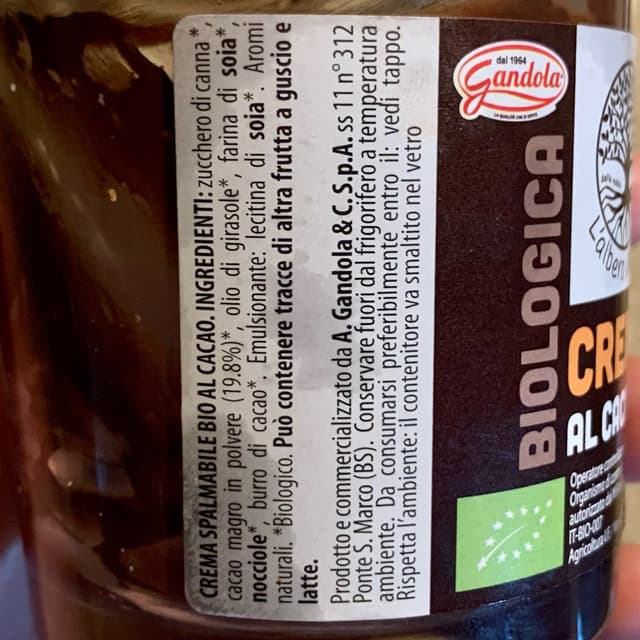 CREMA SPALMABILE BIO AL CACAO. INGREDIENTI: zucchero di canna*,
cacao magro in polvere (19.8%)*, olio di girasole*, farina di soia*,
nocciole*, burro di cacao*. Emulsionante: lecitina di soia*. Aromi
naturali. *Biologico. Può contenere tracce di altra frutta a guscio e
latte.
Prodotto e commercializzato da A. Gandola & C. S.p.A. ss 11 n° 312
Ponte S. Marco (BS). Conservare fuori dal frigorifero a temperatura
ambiente. Da consumarsi preferibilmente entro il: vedi tappo.
Rispetta l'ambiente: il contenitore va smaltito nel vetro
dal 1964
Gandola
BIOLOGICA
CRE
AL CAC
IT-BIO-007